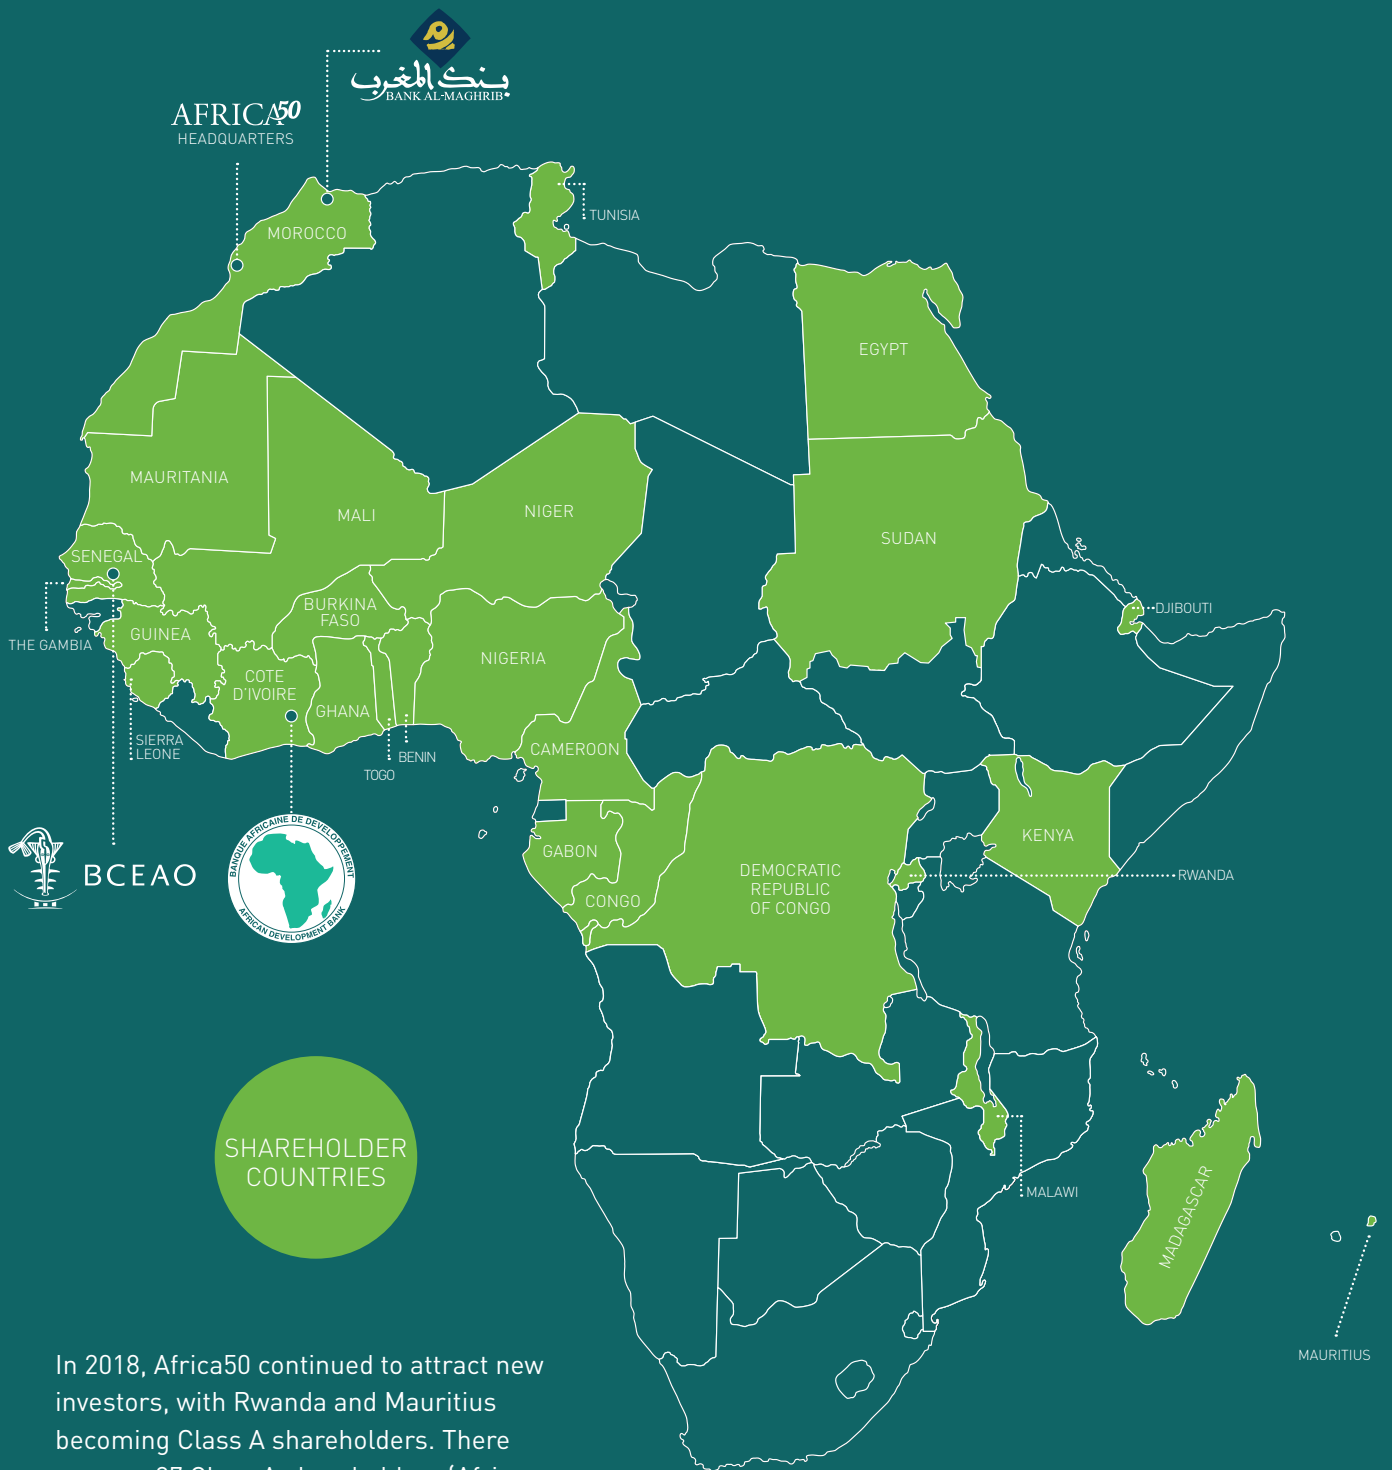 بنك المغرب
BANK AL-MAGHRIB
AFRICA50
HEADQUARTERS
MOROCCO
TUNISIA
EGYPT
MAURITANIA
MALI
NIGER
SUDAN
SENEGAL
THE GAMBIA
GUINEA
BURKINA
FASO
NIGERIA
DJIBOUTI
COTE
D'IVOIRE
GHANA
SIERRA
LEONE
TOGO
BENIN
CAMEROON
BCEAO
BANQUE AFRICAINE DE DEVELOPPEMENT
AFRICAN DEVELOPMENT BANK
GABON
CONGO
DEMOCRATIC
REPUBLIC
OF CONGO
KENYA
RWANDA
SHAREHOLDER
COUNTRIES
MALAWI
MADAGASCAR
MAURITIUS
In 2018, Africa50 continued to attract new
investors, with Rwanda and Mauritius
becoming Class A shareholders. There